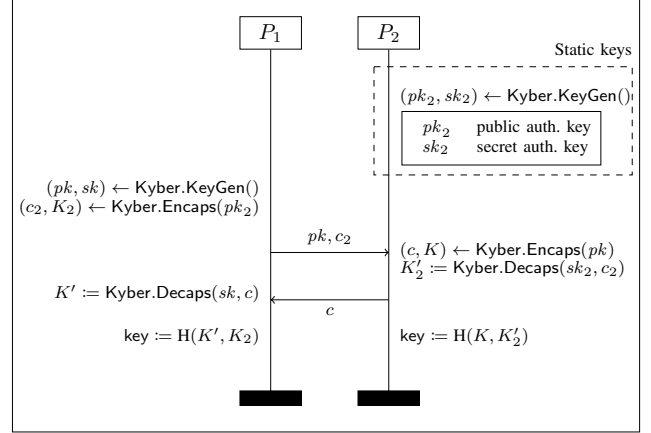 P₁ P₂
Static keys
(pk₂, sk₂) ← Kyber.KeyGen()
pk₂ public auth. key
sk₂ secret auth. key
(pk, sk) ← Kyber.KeyGen()
(c₂, K₂) ← Kyber.Encaps(pk₂)
pk, c₂
(c, K) ← Kyber.Encaps(pk)
K′₂ := Kyber.Decaps(sk₂, c₂)
K′ := Kyber.Decaps(sk, c)
c
key := H(K′, K₂)
key := H(K, K′₂)